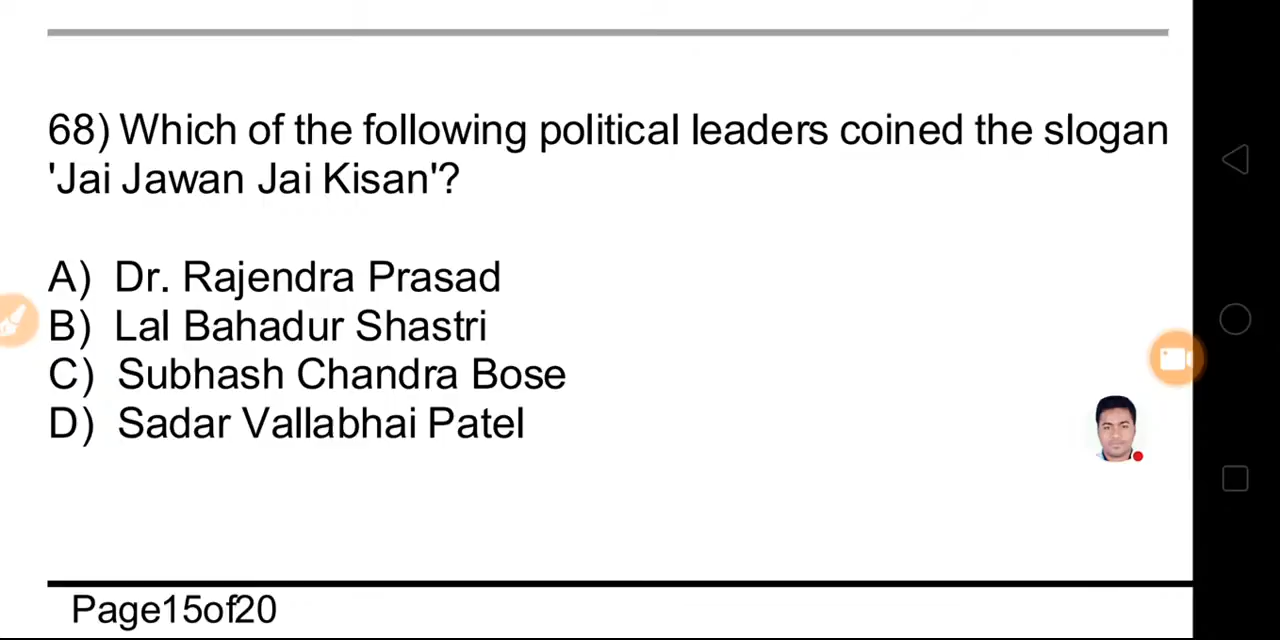 68) Which of the following political leaders coined the slogan
'Jai Jawan Jai Kisan'?
A) Dr. Rajendra Prasad
B) Lal Bahadur Shastri
C) Subhash Chandra Bose
D) Sadar Vallabhai Patel
Page15of20